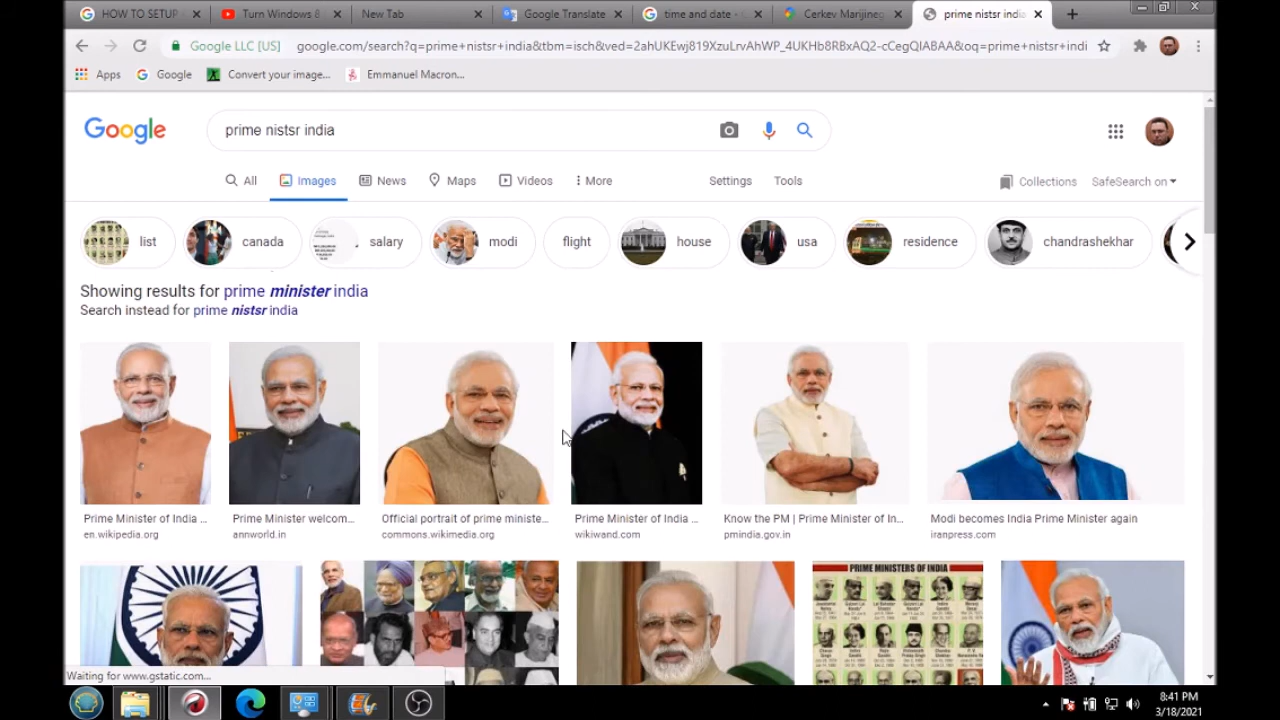 HOW TO SETUP
Turn Windows 8
New Tab
Google Translate
time and date - G
Cerkev Marijineg
prime nistsr india
Google LLC [US]
google.com/search?q=prime+nistsr+india&tbm=isch&ved=2ahUKEwj819XzuLrvAhWP_4UKHb8RBxAQ2-cCegQIABAA&oq=prime+nistsr+indi
Apps
Google
Convert your image...
Emmanuel Macron...
Google
prime nistsr india
All
Images
News
Maps
Videos
More
Settings
Tools
Collections
SafeSearch on
list
canada
salary
modi
flight
house
usa
residence
chandrashekhar
Showing results for prime minister india
Search instead for prime nistsr india
Prime Minister of India ...
en.wikipedia.org
Prime Minister welcom...
annworld.in
Official portrait of prime ministe...
commons.wikimedia.org
Prime Minister of India ...
wikiwand.com
Know the PM | Prime Minister of In...
pmindia.gov.in
Modi becomes India Prime Minister again
iranpress.com
PRIME MINISTERS OF INDIA
Waiting for www.gstatic.com...
8:41 PM
3/18/2021